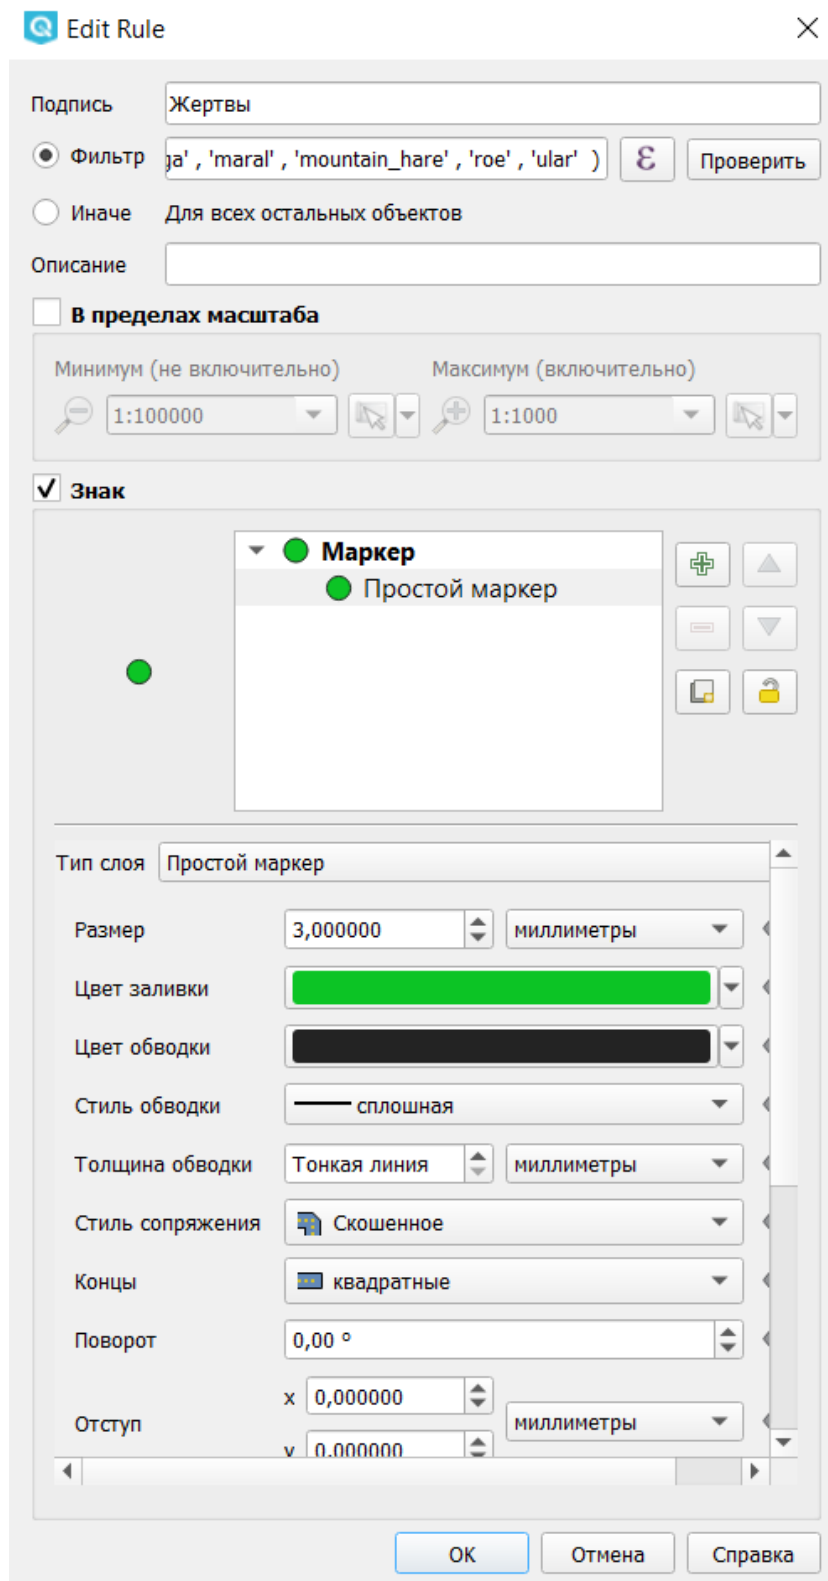 Edit Rule
Подпись Жертвы
Фильтр ga' , 'maral' , 'mountain_hare' , 'roe' , 'ular' ) ε Проверить
Иначе Для всех остальных объектов
Описание
В пределах масштаба
Минимум (не включительно) Максимум (включительно)
1:100000 1:1000
Знак
Маркер
Простой маркер
Тип слоя Простой маркер
Размер 3,000000 миллиметры
Цвет заливки
Цвет обводки
Стиль обводки сплошная
Толщина обводки Тонкая линия миллиметры
Стиль сопряжения Скошенное
Концы квадратные
Поворот 0,00 °
x 0,000000
Отступ миллиметры
y 0,000000
OK Отмена Справка